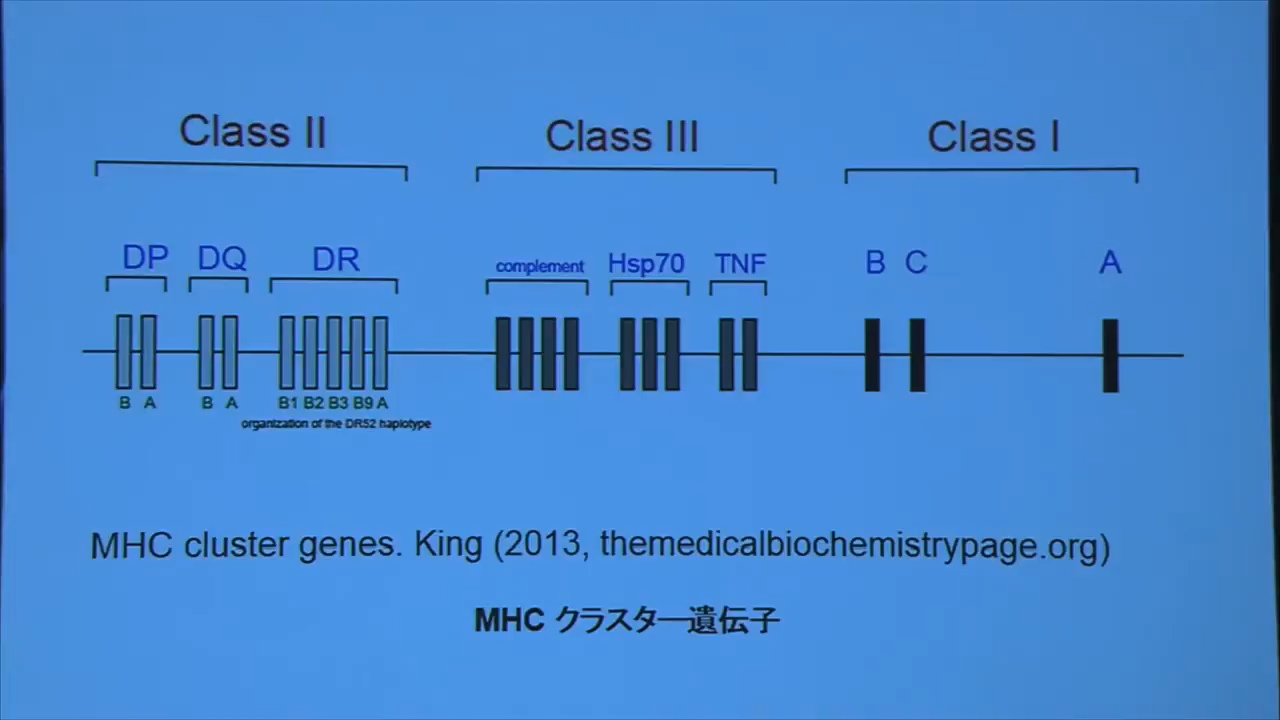 Class II
Class III
Class I
DP DQ DR complement Hsp70 TNF B C A
B A B A B1 B2 B3 B9 A
organization of the DR52 haplotype
MHC cluster genes. King (2013, themedicalbiochemistrypage.org)
MHC クラスター遺伝子